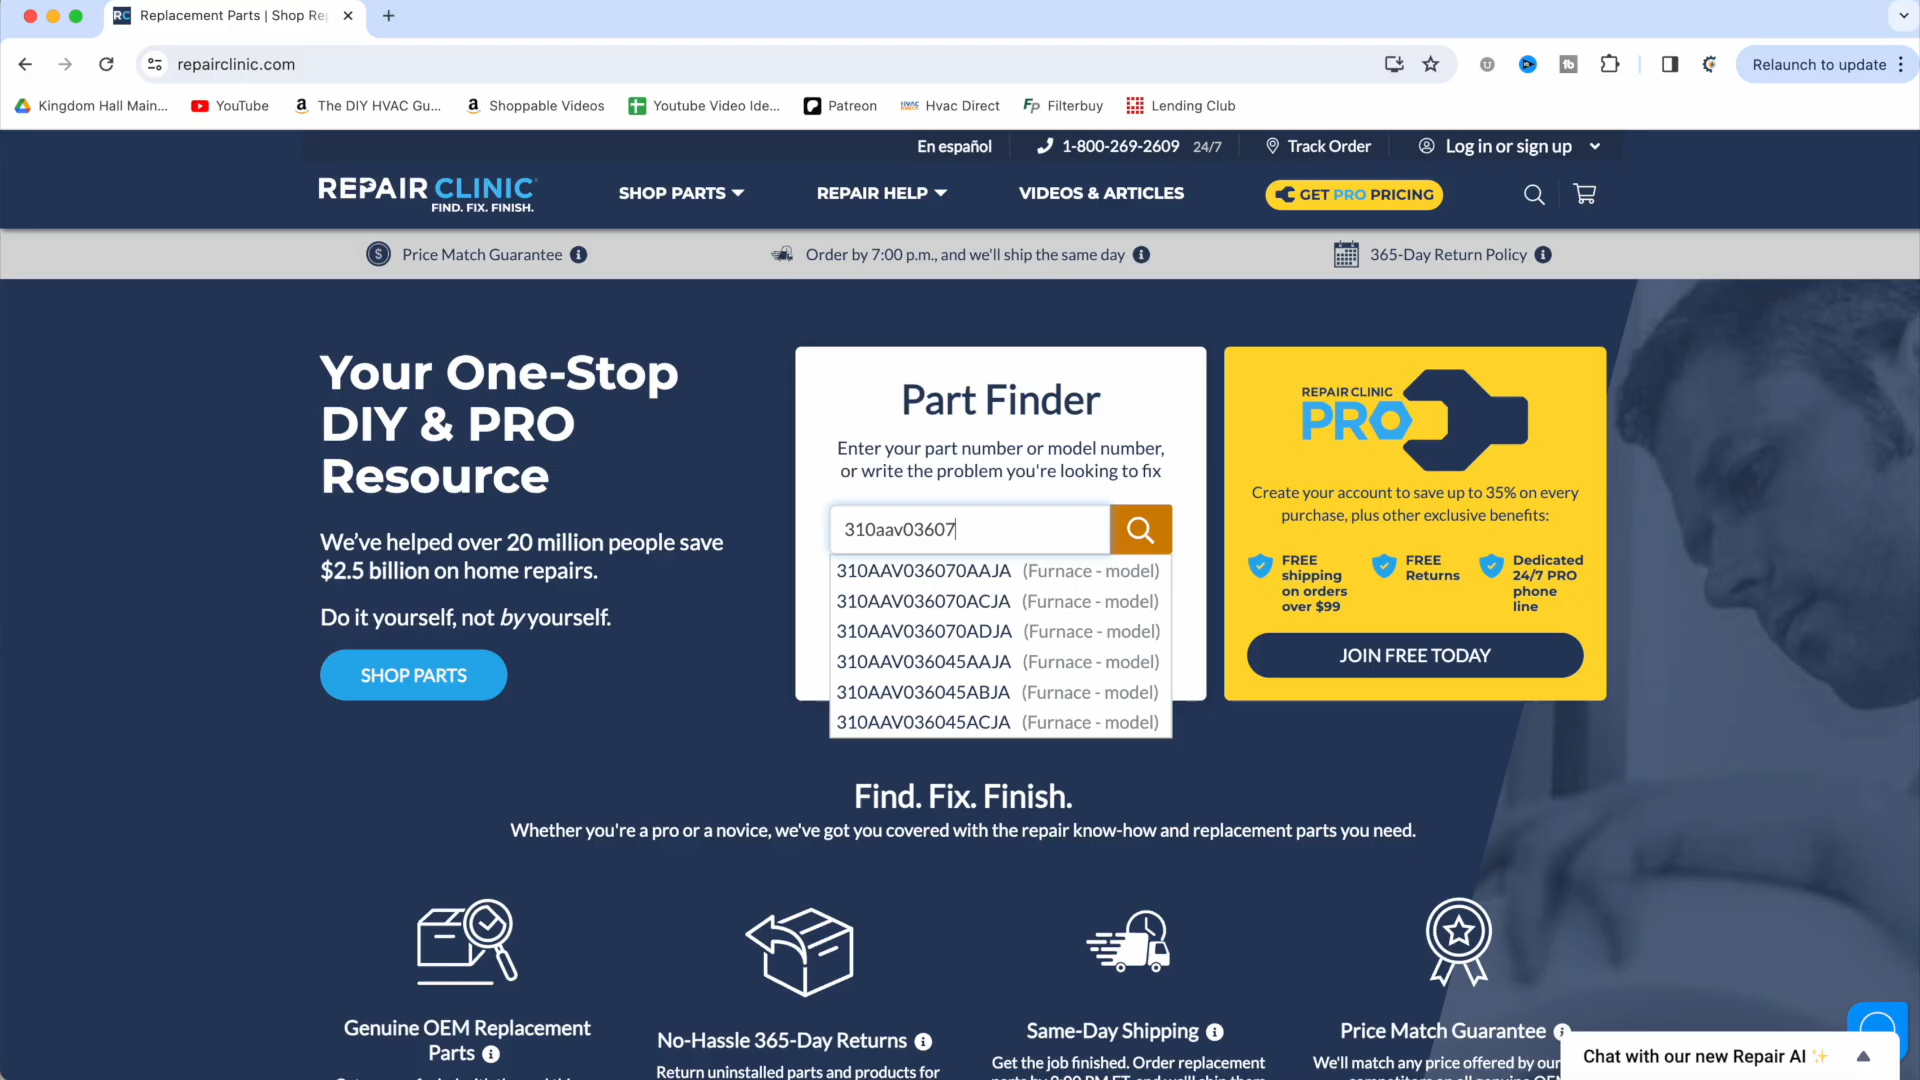 Replacement Parts | Shop Rep
repairclinic.com
Relaunch to update
Kingdom Hall Main...
YouTube
The DIY HVAC Gu...
Shoppable Videos
Youtube Video Ide...
Patreon
Hvac Direct
Filterbuy
Lending Club
En español
1-800-269-2609 24/7
Track Order
Log in or sign up
REPAIR CLINIC
FIND. FIX. FINISH.
SHOP PARTS
REPAIR HELP
VIDEOS & ARTICLES
GET PRO PRICING
Price Match Guarantee
Order by 7:00 p.m., and we'll ship the same day
365-Day Return Policy
Your One-Stop
DIY & PRO
Resource
We've helped over 20 million people save
$2.5 billion on home repairs.
Do it yourself, not by yourself.
SHOP PARTS
Part Finder
Enter your part number or model number,
or write the problem you're looking to fix
310aav03607
310AAV036070AAJA (Furnace - model)
310AAV036070ACJA (Furnace - model)
310AAV036070ADJA (Furnace - model)
310AAV036045AAJA (Furnace - model)
310AAV036045ABJA (Furnace - model)
310AAV036045ACJA (Furnace - model)
REPAIR CLINIC
PRO
Create your account to save up to 35% on every
purchase, plus other exclusive benefits:
FREE
shipping
on orders
over $99
FREE
Returns
Dedicated
24/7 PRO
phone
line
JOIN FREE TODAY
Find. Fix. Finish.
Whether you're a pro or a novice, we've got you covered with the repair know-how and replacement parts you need.
Genuine OEM Replacement
Parts
No-Hassle 365-Day Returns
Return uninstalled parts and products for
Same-Day Shipping
Get the job finished. Order replacement
Price Match Guarantee
We'll match any price offered by our
Chat with our new Repair AI